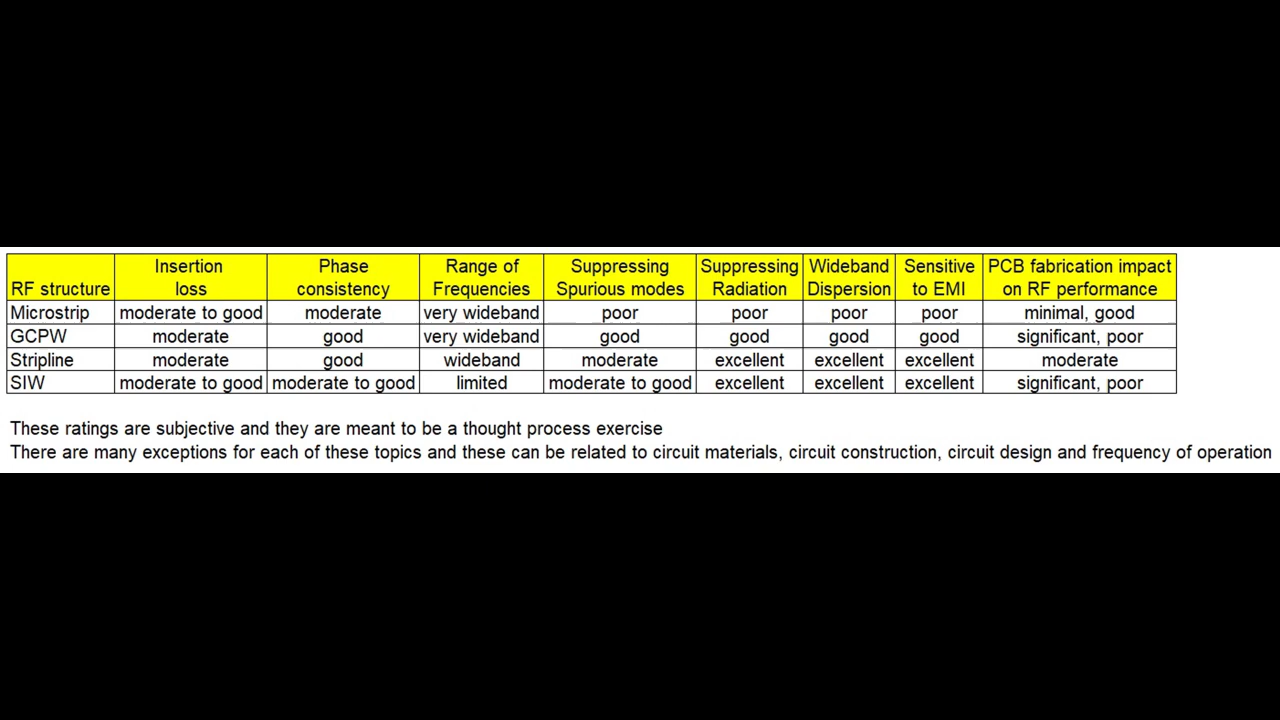 RF structure Insertion loss Phase consistency Range of Frequencies Suppressing Spurious modes Suppressing Radiation Wideband Dispersion Sensitive to EMI PCB fabrication impact on RF performance
Microstrip moderate to good moderate very wideband poor poor poor poor minimal, good
GCPW moderate good very wideband good good good good significant, poor
Stripline moderate good wideband moderate excellent excellent excellent moderate
SIW moderate to good moderate to good limited moderate to good excellent excellent excellent significant, poor
These ratings are subjective and they are meant to be a thought process exercise
There are many exceptions for each of these topics and these can be related to circuit materials, circuit construction, circuit design and frequency of operation